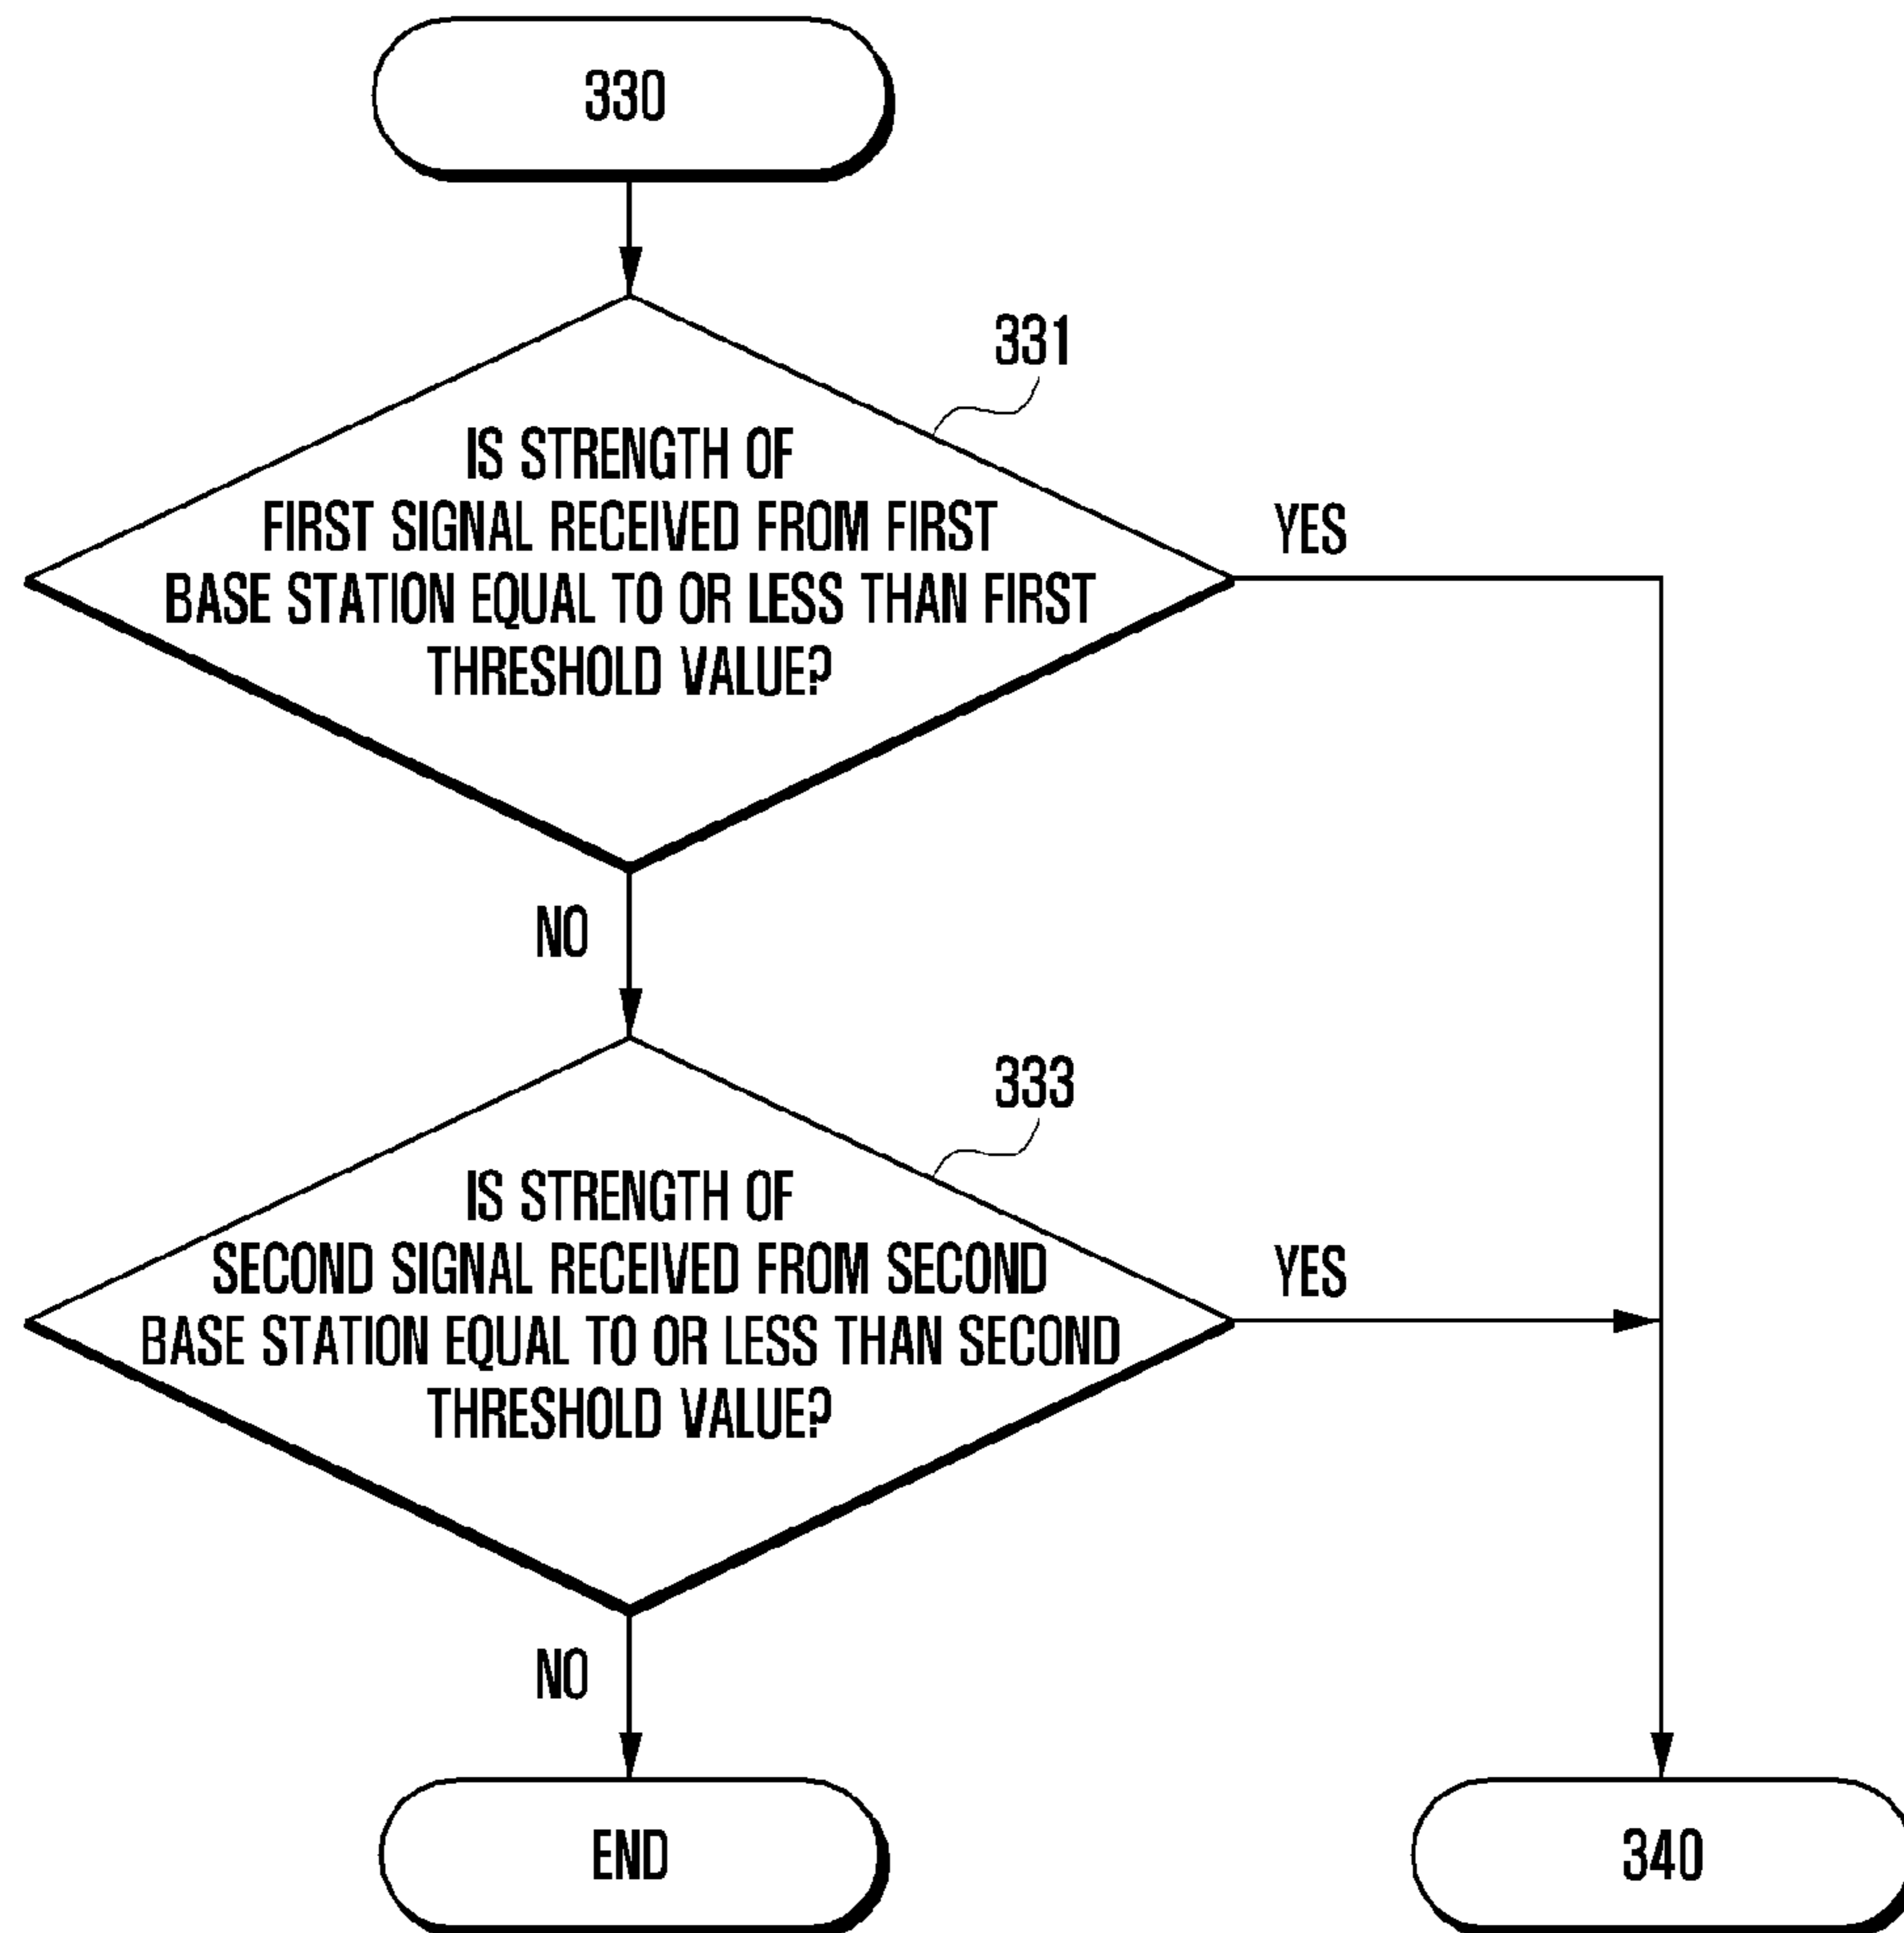 330
331
IS STRENGTH OF
FIRST SIGNAL RECEIVED FROM FIRST
BASE STATION EQUAL TO OR LESS THAN FIRST
THRESHOLD VALUE?
YES
NO
333
IS STRENGTH OF
SECOND SIGNAL RECEIVED FROM SECOND
BASE STATION EQUAL TO OR LESS THAN SECOND
THRESHOLD VALUE?
YES
NO
END
340